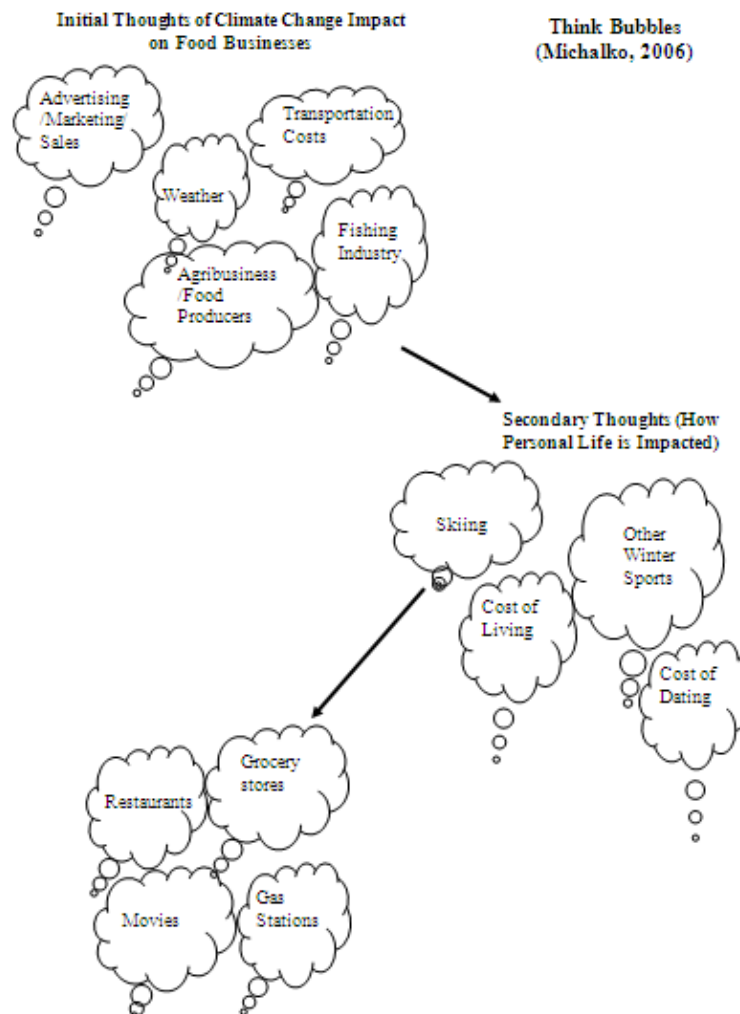 Initial Thoughts of Climate Change Impact
on Food Businesses
Think Bubbles
(Michalko, 2006)
Advertising
/Marketing/
Sales
Transportation
Costs
Weather
Fishing
Industry
Agribusiness
/Food
Producers
Secondary Thoughts (How
Personal Life is Impacted)
Skiing
Other
Winter
Sports
Cost of
Living
Cost of
Dating
Grocery
stores
Restaurants
Movies
Gas
Stations